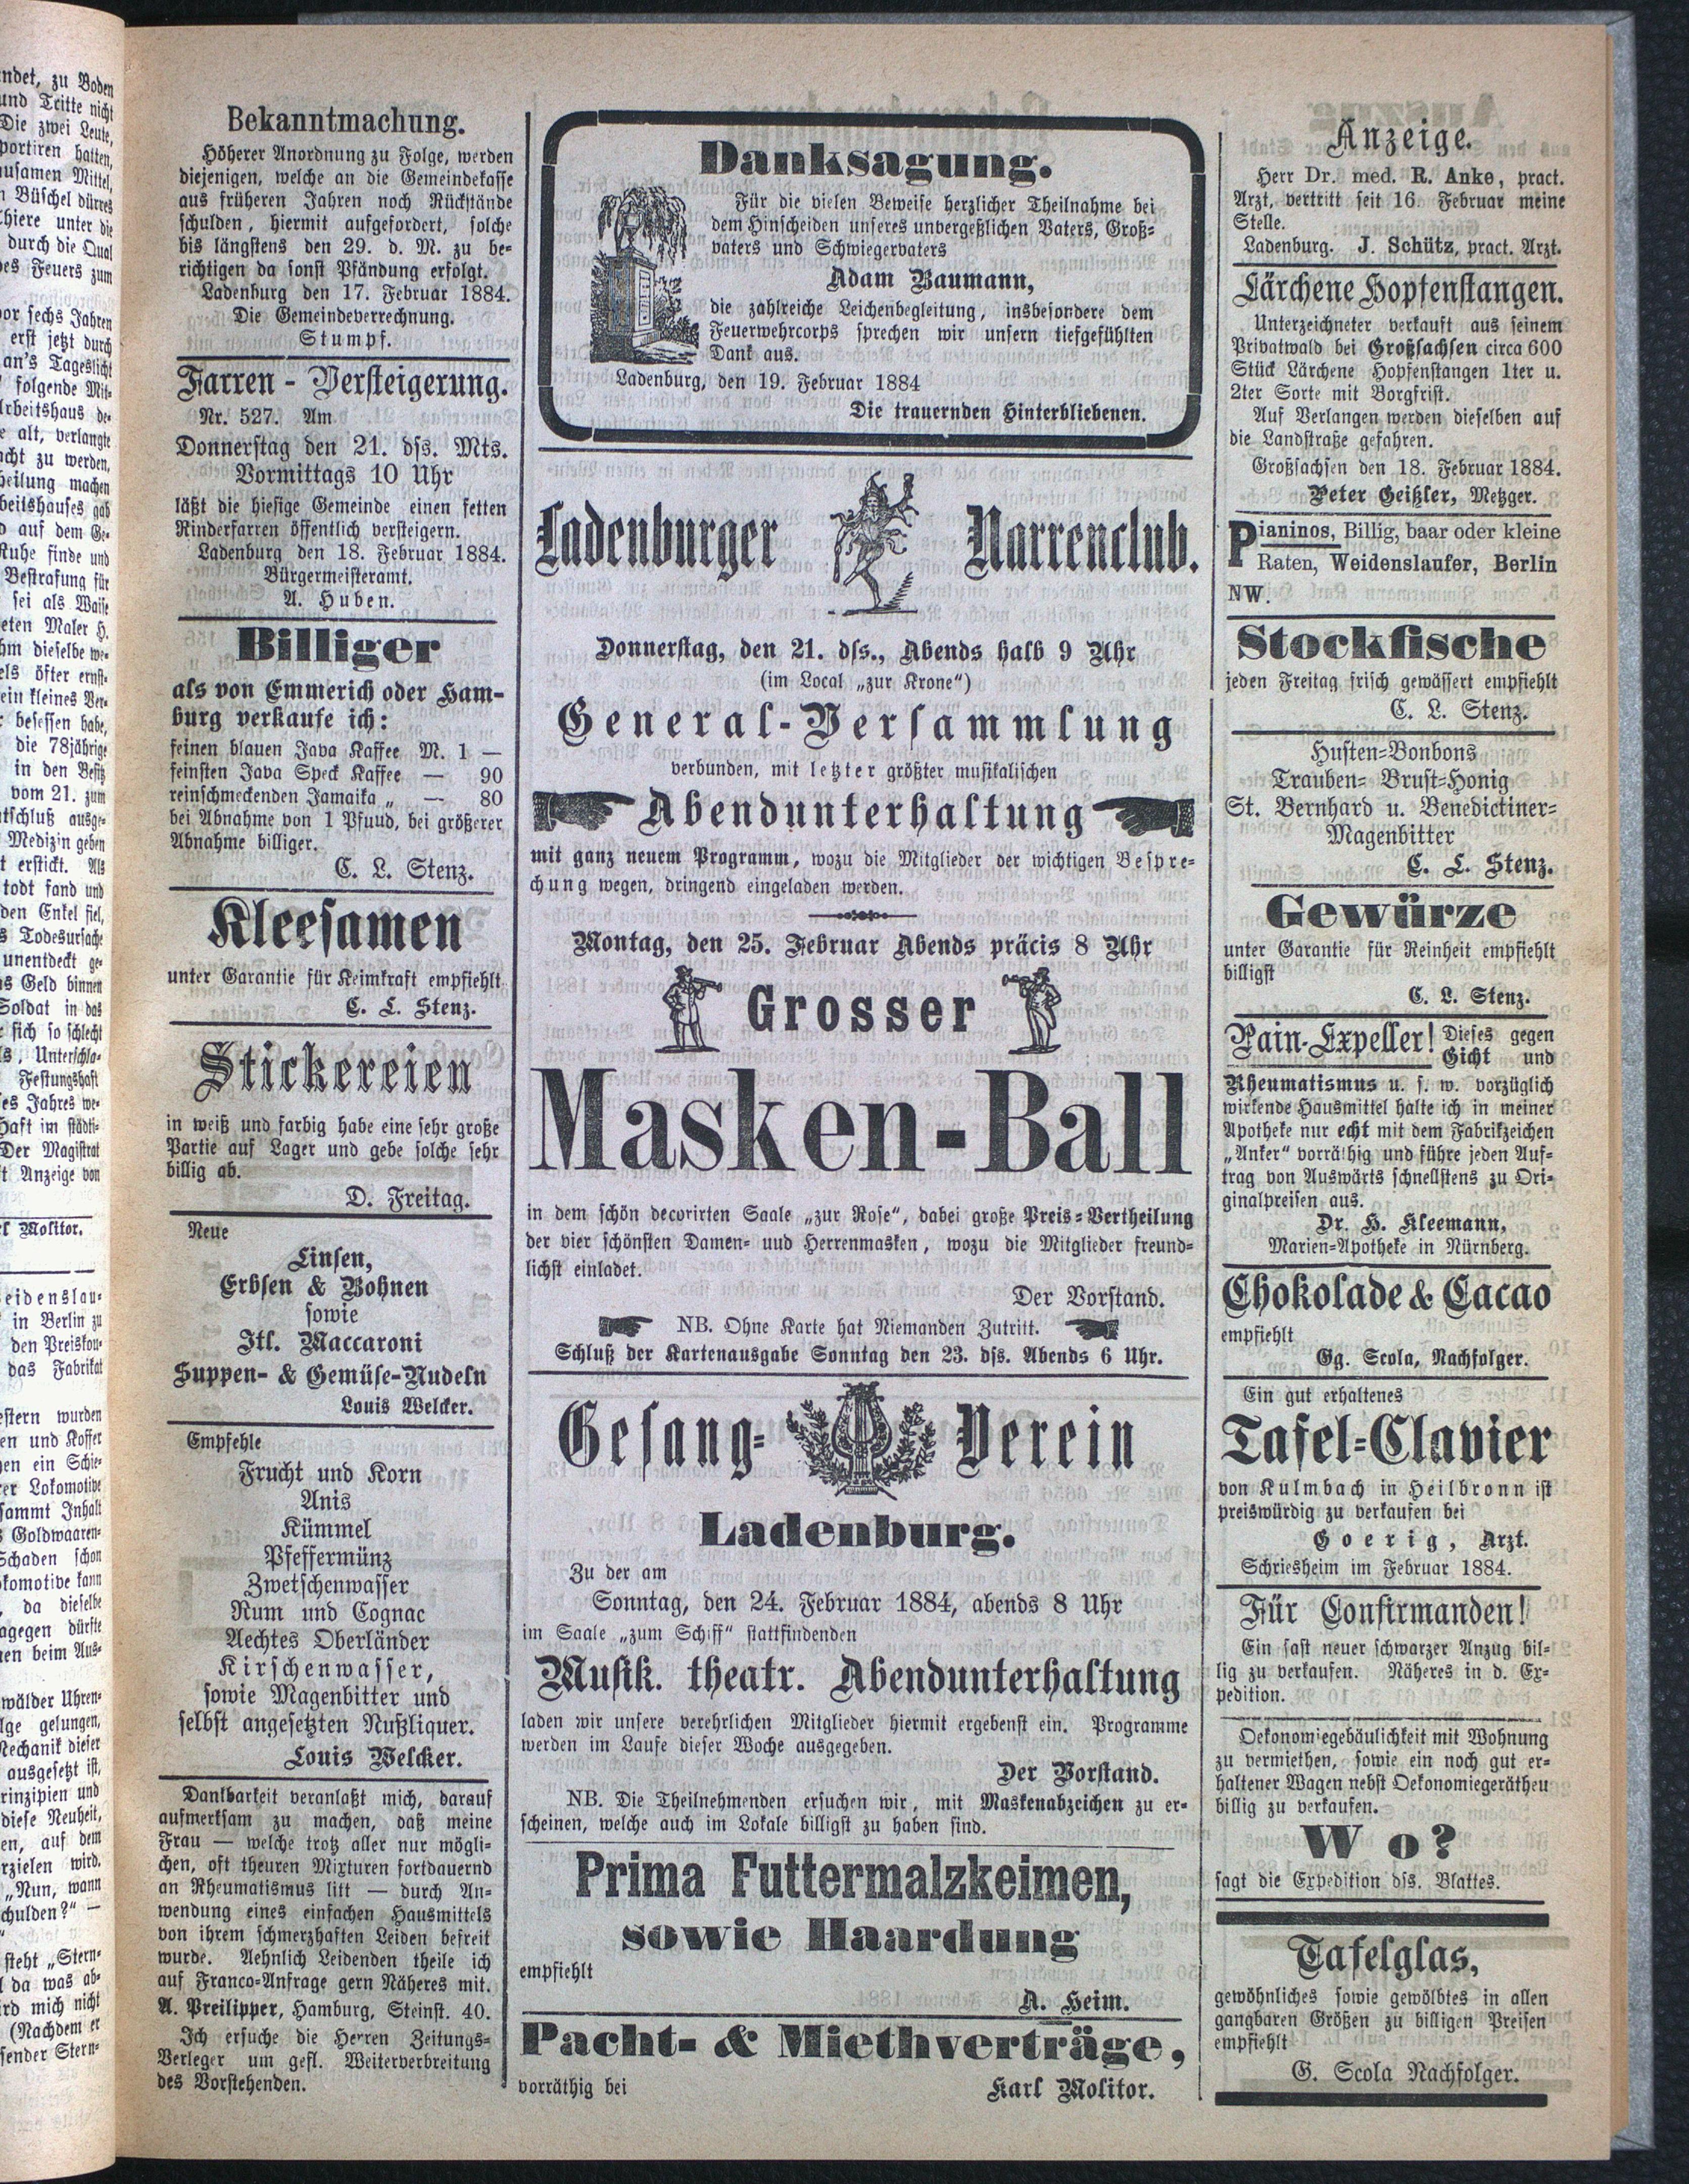 Bekanntmachung.
Höherer Anordnung zu Folge, werden
diejenigen, welche an die Gemeindekasse
aus früheren Jahren noch Rückstände
schulden, hiermit aufgefordert, solche
bis längstens den 29. d. M. zu be-
richtigen da sonst Pfändung erfolgt.
Ladenburg den 17. Februar 1884.
Die Gemeindeverrechnung.
Stumpf.
Farren - Versteigerung.
Nr. 527. Am
Donnerstag den 21. dss. Mts.
Vormittags 10 Uhr
läßt die hiesige Gemeinde einen fetten
Rinderfarren öffentlich versteigern.
Ladenburg den 18. Februar 1884.
Bürgermeisteramt.
A. Huben.
Billiger
als von Emmerich oder Ham-
burg verkaufe ich:
feinen blauen Java Kaffee M. 1 —
feinsten Java Speck Kaffee — 90
reinschmeckenden Jamaika „ — 80
bei Abnahme von 1 Pfuud, bei größerer
Abnahme billiger.
C. L. Stenz.
Kleesamen
unter Garantie für Keimkraft empfiehlt
C. L. Stenz.
Stickereien
in weiß und farbig habe eine sehr große
Partie auf Lager und gebe solche sehr
billig ab.
D. Freitag.
Neue
Linsen,
Erbsen & Bohnen
sowie
Itl. Maccaroni
Suppen- & Gemüse-Nudeln
Louis Welcker.
Empfehle
Frucht und Korn
Anis
Kümmel
Pfeffermünz
Zwetschenwasser
Rum und Cognac
Aechtes Oberländer
Kirschenwasser,
sowie Magenbitter und
selbst angesetzten Nußliquer.
Louis Welcker.
Dankbarkeit veranlaßt mich, darauf
aufmerksam zu machen, daß meine
Frau — welche trotz aller nur mögli-
chen, oft theuren Mixturen fortdauernd
an Rheumatismus litt — durch An-
wendung eines einfachen Hausmittels
von ihrem schmerzhaften Leiden befreit
wurde. Aehnlich Leidenden theile ich
auf Franco-Anfrage gern Näheres mit.
A. Preilipper, Hamburg, Steinst. 40.
Ich ersuche die Herren Zeitungs-
Verleger um gefl. Weiterverbreitung
des Vorstehenden.
Danksagung.
Für die vielen Beweise herzlicher Theilnahme bei
dem Hinscheiden unseres unvergeßlichen Vaters, Groß-
vaters und Schwiegervaters
Adam Baumann,
die zahlreiche Leichenbegleitung, insbesondere dem
Feuerwehrcorps sprechen wir unsern tiefgefühlten
Dank aus.
Ladenburg, den 19. Februar 1884
Die trauernden Hinterbliebenen.
Ladenburger Narrenclub.
Donnerstag, den 21. dss., Abends halb 9 Uhr
(im Local „zur Krone“)
General-Versammlung
verbunden, mit letzter größter musikalischen
Abendunterhaltung
mit ganz neuem Programm, wozu die Mitglieder der wichtigen Bespre-
chung wegen, dringend eingeladen werden.
Montag, den 25. Februar Abends präcis 8 Uhr
Grosser
Masken-Ball
in dem schön decorirten Saale „zur Rose“, dabei große Preis-Vertheilung
der vier schönsten Damen- und Herrenmasken, wozu die Mitglieder freund-
lichst einladet.
Der Vorstand.
NB. Ohne Karte hat Niemanden Zutritt.
Schluß der Kartenausgabe Sonntag den 23. dss. Abends 6 Uhr.
Gesang- Verein
Ladenburg.
Zu der am
Sonntag, den 24. Februar 1884, abends 8 Uhr
im Saale „zum Schiff“ stattfindenden
Musik. theatr. Abendunterhaltung
laden wir unsere verehrlichen Mitglieder hiermit ergebenst ein. Programme
werden im Laufe dieser Woche ausgegeben.
Der Vorstand.
NB. Die Theilnehmenden ersuchen wir, mit Maskenabzeichen zu er-
scheinen, welche auch im Lokale billigst zu haben sind.
Prima Futtermalzkeimen,
sowie Haardung
empfiehlt
A. Heim.
Pacht- & Miethverträge,
vorräthig bei
Karl Molitor.
Anzeige.
Herr Dr. med. R. Anke, pract.
Arzt, vertritt seit 16. Februar meine
Stelle.
Ladenburg. J. Schütz, pract. Arzt.
Lärchene Hopfenstangen.
Unterzeichneter verkauft aus seinem
Privatwald bei Großsachsen circa 600
Stück Lärchene Hopfenstangen 1ter u.
2ter Sorte mit Borgfrist.
Auf Verlangen werden dieselben auf
die Landstraße gefahren.
Großsachsen den 18. Februar 1884.
Peter Geißler, Metzger.
Pianinos, Billig, baar oder kleine
Raten, Weidenslaufer, Berlin
NW.
Stockfische
jeden Freitag frisch gewässert empfiehlt
C. L. Stenz.
Husten-Bonbons
Trauben- Brust-Honig
St. Bernhard u. Benedictiner-
Magenbitter
C. L. Stenz.
Gewürze
unter Garantie für Reinheit empfiehlt
billigst
C. L. Stenz.
Pain-Expeller! Dieses gegen
Gicht und
Rheumatismus u. s. w. vorzüglich
wirkende Hausmittel halte ich in meiner
Apotheke nur echt mit dem Fabrikzeichen
„Anker“ vorräthig und führe jeden Auf-
trag von Auswärts schnellstens zu Ori-
ginalpreisen aus.
Dr. H. Kleemann,
Marien-Apotheke in Nürnberg.
Chokolade & Cacao
empfiehlt
Gg. Scola, Nachfolger.
Ein gut erhaltenes
Tafel-Clavier
von Kulmbach in Heilbronn ist
preiswürdig zu verkaufen bei
Goerig, Arzt.
Schriesheim im Februar 1884.
Für Confirmanden!
Ein fast neuer schwarzer Anzug bil-
lig zu verkaufen. Näheres in d. Ex-
pedition.
Oekonomiegebäulichkeit mit Wohnung
zu vermiethen, sowie ein noch gut er-
haltener Wagen nebst Oekonomiegeräthen
billig zu verkaufen.
Wo?
sagt die Expedition dss. Blattes.
Tafelglas,
gewöhnliches sowie gewölbtes in allen
gangbaren Größen zu billigen Preisen
empfiehlt
G. Scola Nachfolger.